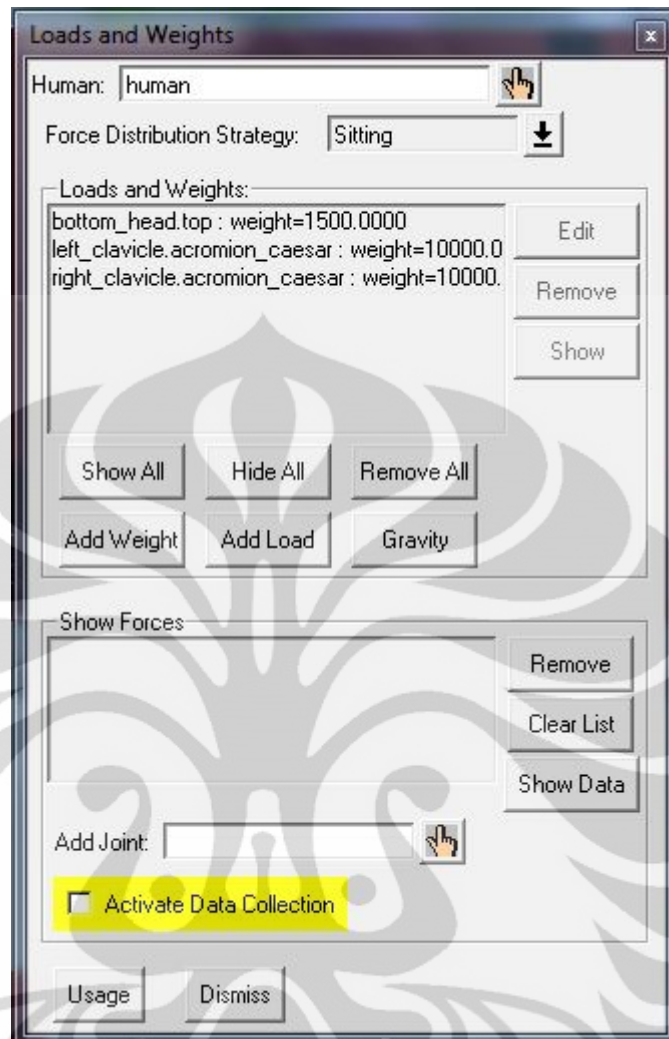 Loads and Weights
x
Human: human
Force Distribution Strategy: Sitting
Loads and Weights:
bottom_head.top : weight=1500.0000
left_clavicle.acromion_caesar : weight=10000.0
right_clavicle.acromion_caesar : weight=10000.
Edit
Remove
Show
Show All Hide All Remove All
Add Weight Add Load Gravity
Show Forces
Remove
Clear List
Show Data
Add Joint:
Activate Data Collection
Usage Dismiss